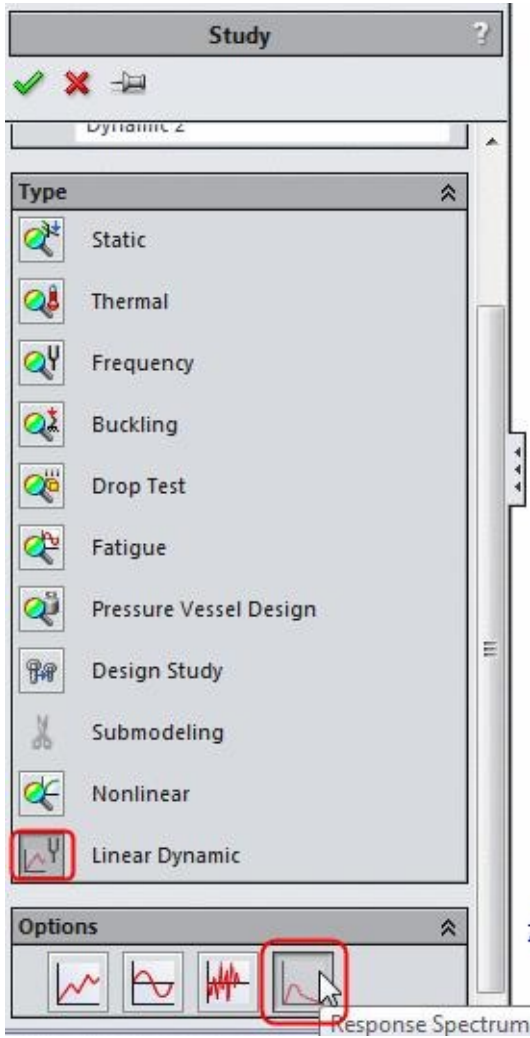 Study
?
Dynamic 2
Type
Static
Thermal
Frequency
Buckling
Drop Test
Fatigue
Pressure Vessel Design
Design Study
Submodeling
Nonlinear
Linear Dynamic
Options
Response Spectrum